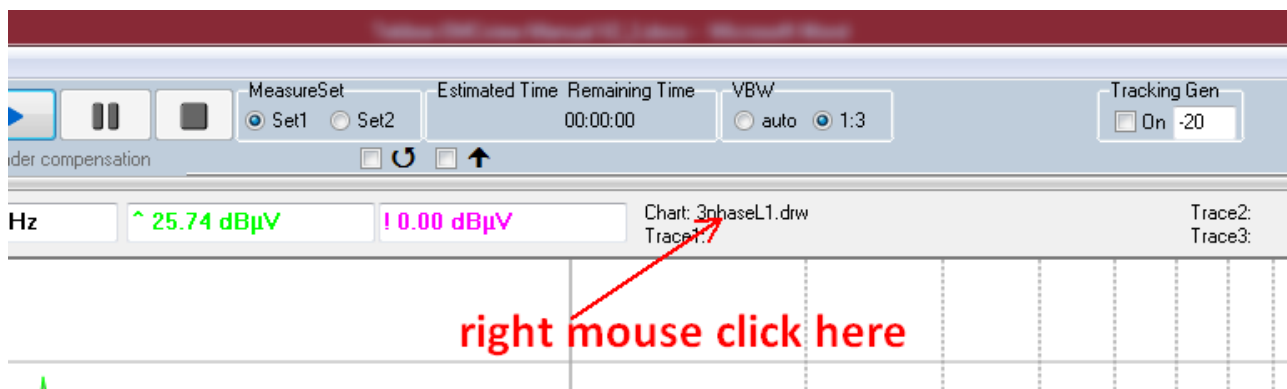 MeasureSet Estimated Time Remaining Time VBW Tracking Gen
Set1 Set2 00:00:00 auto 1:3 On -20
nder compensation
Hz ^ 25.74 dBµV ! 0.00 dBµV Chart: 3phaseL1.drw Trace2:
Trace1: Trace3:
right mouse click here